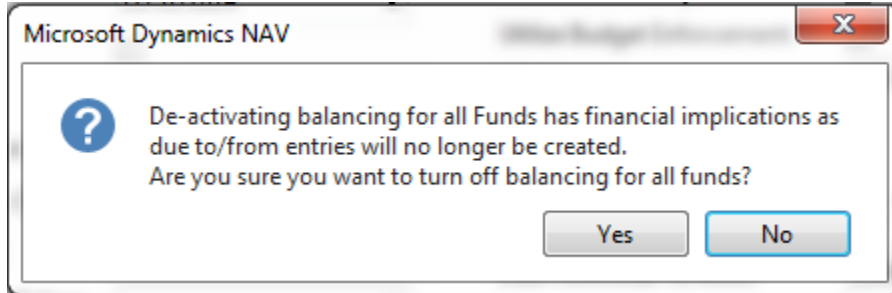 Microsoft Dynamics NAV
De-activating balancing for all Funds has financial implications as
due to/from entries will no longer be created.
Are you sure you want to turn off balancing for all funds?
Yes
No